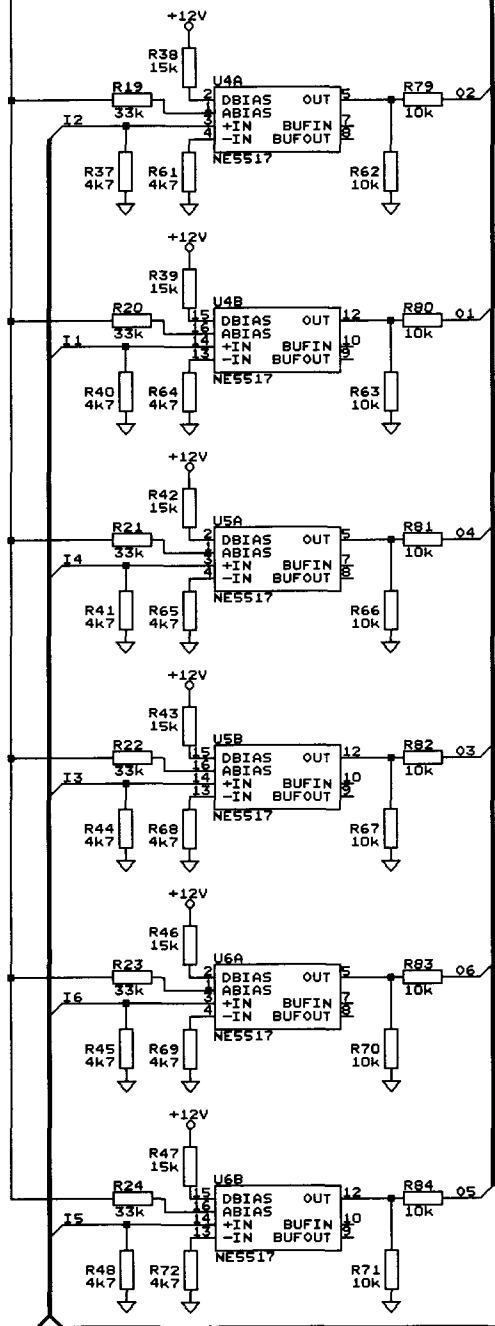 +12V
R38
15k
R19
33k
U4A
2 DBIAS OUT 5
1 ABIAS
3 +IN BUFIN 7
4 -IN BUFOUT 8
NE5517
R79
10k
O2
I2
R37
4k7
R61
4k7
R62
10k
+12V
R39
15k
R20
33k
U4B
15 DBIAS OUT 12
16 ABIAS
14 +IN BUFIN 10
13 -IN BUFOUT 9
NE5517
R80
10k
O1
I1
R40
4k7
R64
4k7
R63
10k
+12V
R42
15k
R21
33k
U5A
2 DBIAS OUT 5
1 ABIAS
3 +IN BUFIN 7
4 -IN BUFOUT 8
NE5517
R81
10k
O4
I4
R41
4k7
R65
4k7
R66
10k
+12V
R43
15k
R22
33k
U5B
15 DBIAS OUT 12
16 ABIAS
14 +IN BUFIN 10
13 -IN BUFOUT 9
NE5517
R82
10k
O3
I3
R44
4k7
R68
4k7
R67
10k
+12V
R46
15k
R23
33k
U6A
2 DBIAS OUT 5
1 ABIAS
3 +IN BUFIN 7
4 -IN BUFOUT 8
NE5517
R83
10k
O6
I6
R45
4k7
R69
4k7
R70
10k
+12V
R47
15k
R24
33k
U6B
15 DBIAS OUT 12
16 ABIAS
14 +IN BUFIN 10
13 -IN BUFOUT 9
NE5517
R84
10k
O5
I5
R48
4k7
R72
4k7
R71
10k